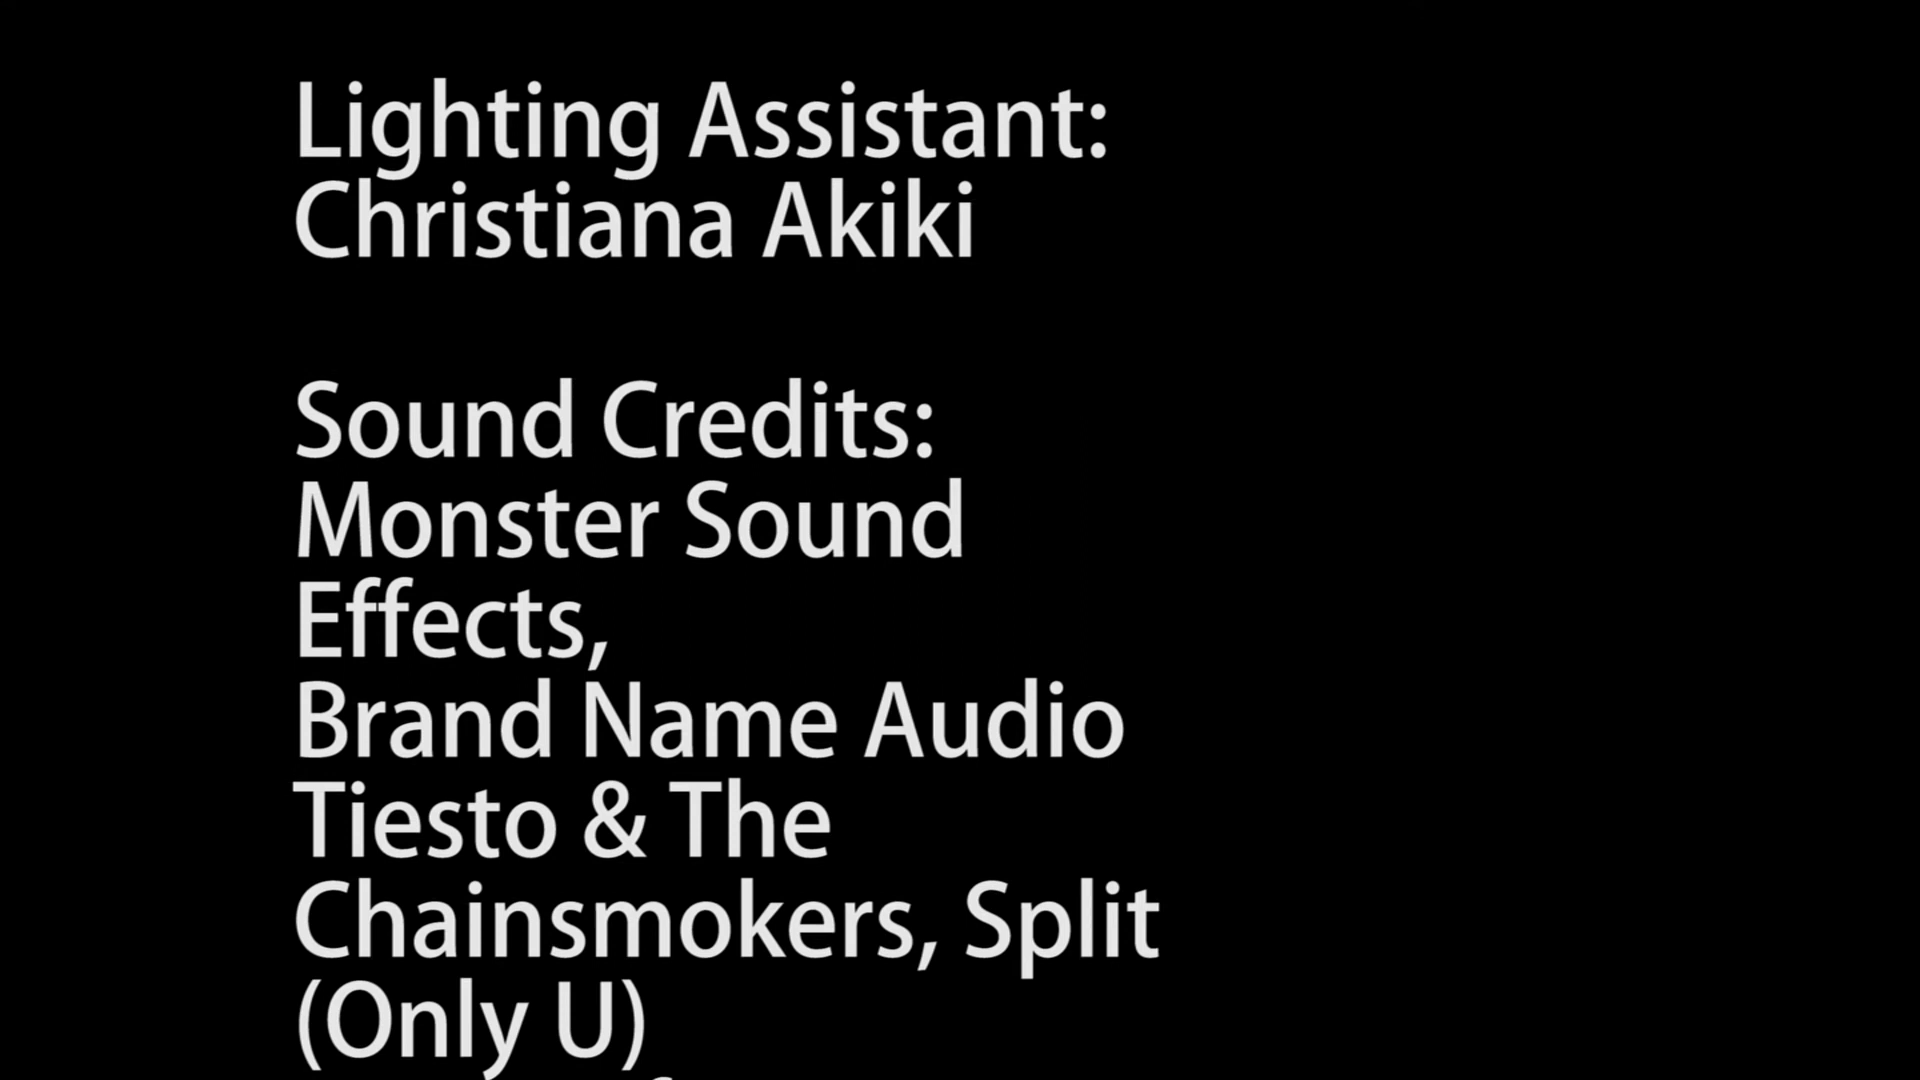 Lighting Assistant:
Christiana Akiki
Sound Credits:
Monster Sound
Effects,
Brand Name Audio
Tiesto & The
Chainsmokers, Split
(Only U)